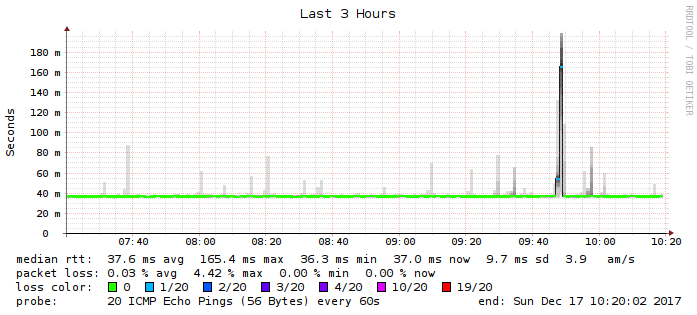 Last 3 Hours
RRDTOOL / TOBI OETIKER
Seconds
180 m
160 m
140 m
120 m
100 m
80 m
60 m
40 m
20 m
0
07:40 08:00 08:20 08:40 09:00 09:20 09:40 10:00 10:20
median rtt: 37.6 ms avg 165.4 ms max 36.3 ms min 37.0 ms now 9.7 ms sd 3.9 am/s
packet loss: 0.03 % avg 4.42 % max 0.00 % min 0.00 % now
loss color: 0 1/20 2/20 3/20 4/20 10/20 19/20
probe: 20 ICMP Echo Pings (56 Bytes) every 60s end: Sun Dec 17 10:20:02 2017